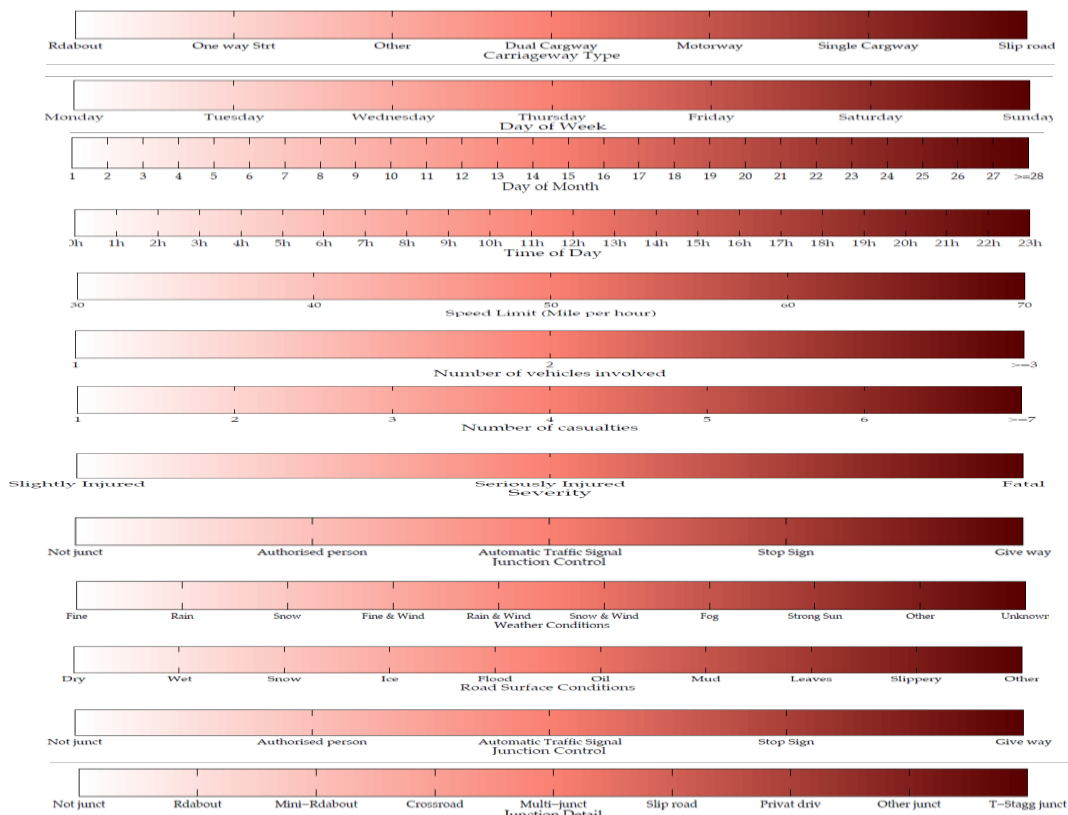 Rdabout One way Strt Other Dual Cargway Motorway Single Cargway Slip road
Carriageway Type
Monday Tuesday Wednesday Thursday Friday Saturday Sunday
Day of Week
1 2 3 4 5 6 7 8 9 10 11 12 13 14 15 16 17 18 19 20 21 22 23 24 25 26 27 >=28
Day of Month
0h 1h 2h 3h 4h 5h 6h 7h 8h 9h 10h 11h 12h 13h 14h 15h 16h 17h 18h 19h 20h 21h 22h 23h
Time of Day
30 40 50 60 70
Speed Limit (Mile per hour)
1 2 >=3
Number of vehicles involved
1 2 3 4 5 6 >=7
Number of casualties
Slightly Injured Seriously Injured Fatal
Severity
Not junct Authorised person Automatic Traffic Signal Stop Sign Give way
Junction Control
Fine Rain Snow Fine & Wind Rain & Wind Snow & Wind Fog Strong Sun Other Unknown
Weather Conditions
Dry Wet Snow Ice Flood Oil Mud Leaves Slippery Other
Road Surface Conditions
Not junct Authorised person Automatic Traffic Signal Stop Sign Give way
Junction Control
Not junct Rdabout Mini-Rdabout Crossroad Multi-junct Slip road Privat driv Other junct T-Stagg junct
Junction Detail